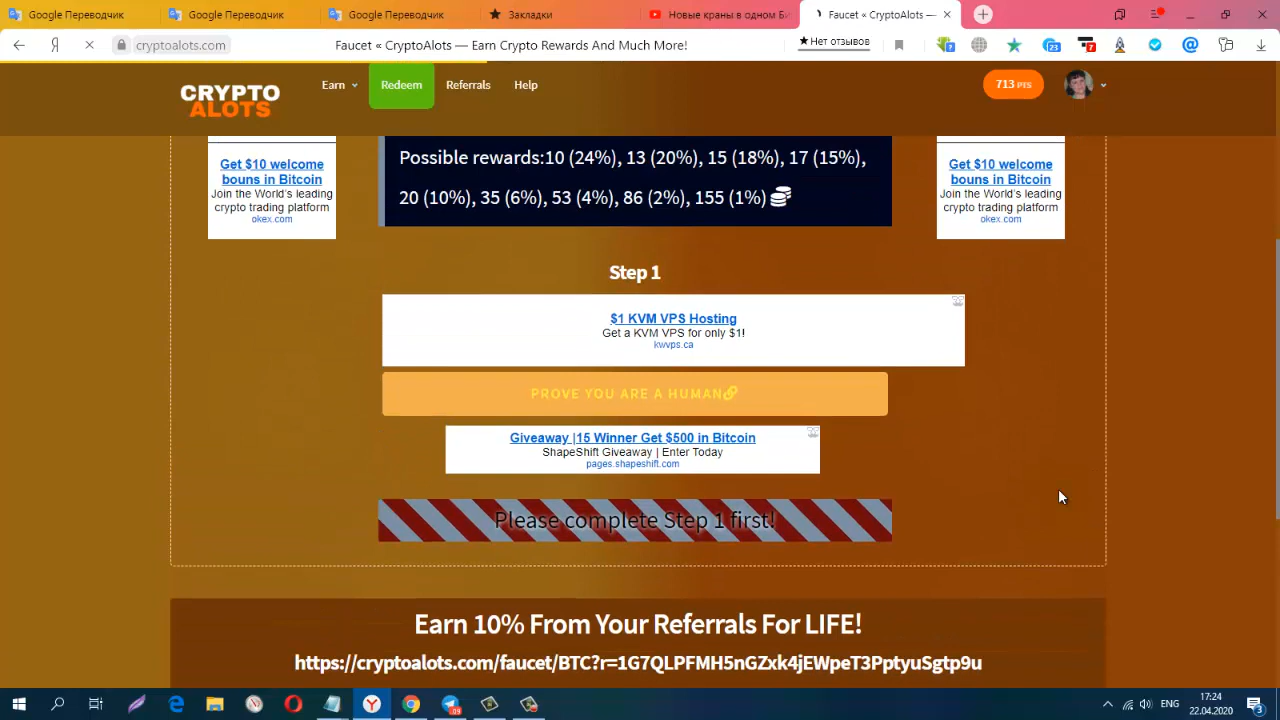 Google Переводчик
Google Переводчик
Google Переводчик
Закладки
Новые краны в одном Би
Faucet « CryptoAlots —
cryptoalots.com
Faucet « CryptoAlots — Earn Crypto Rewards And Much More!
Нет отзывов
23
7
CRYPTO
ALOTS
Earn
Redeem
Referrals
Help
713 PTS
Get $10 welcome
bouns in Bitcoin
Join the World's leading
crypto trading platform
okex.com
Possible rewards:10 (24%), 13 (20%), 15 (18%), 17 (15%),
20 (10%), 35 (6%), 53 (4%), 86 (2%), 155 (1%)
Get $10 welcome
bouns in Bitcoin
Join the World's leading
crypto trading platform
okex.com
Step 1
$1 KVM VPS Hosting
Get a KVM VPS for only $1!
kwvps.ca
PROVE YOU ARE A HUMAN
Giveaway |15 Winner Get $500 in Bitcoin
ShapeShift Giveaway | Enter Today
pages.shapeshift.com
Please complete Step 1 first!
Earn 10% From Your Referrals For LIFE!
https://cryptoalots.com/faucet/BTC?r=1G7QLPFMH5nGZxk4jEWpeT3PptyuSgtp9u
ENG
17:24
22.04.2020
3